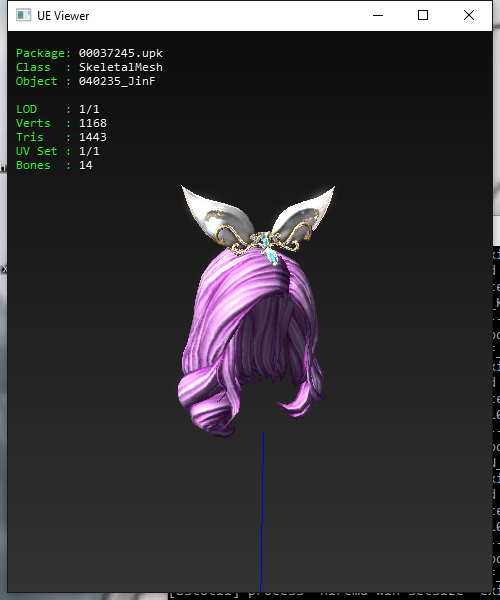 UE Viewer
Package: 00037245.upk
Class  : SkeletalMesh
Object : 040235_JinF
LOD    : 1/1
Verts  : 1168
Tris   : 1443
UV Set : 1/1
Bones  : 14